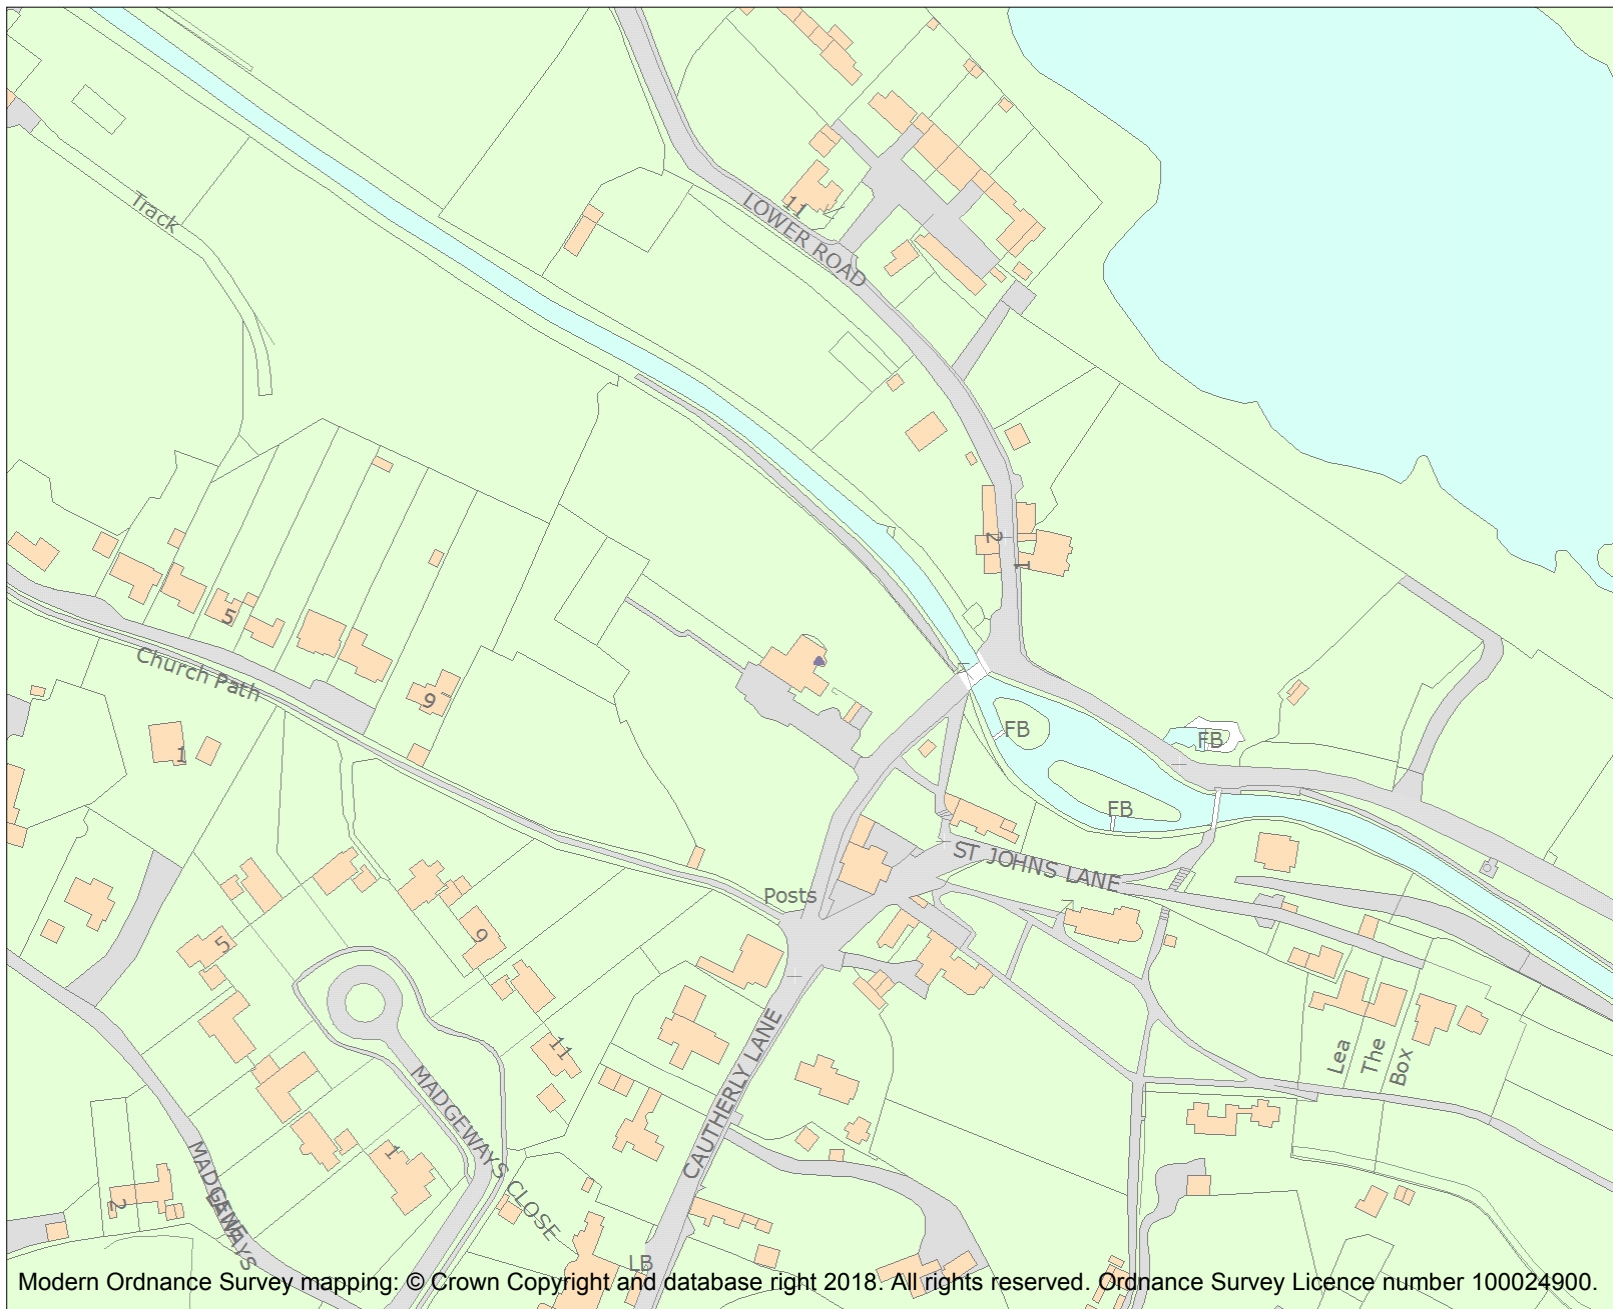 Track
LOWER ROAD
11
2
1
5
Church Path
9
1
FB
FB
FB
ST JOHNS LANE
Posts
5
9
11
CAUTHERLY LANE
MADGEWAYS CLOSE
Lea
The
Box
1
2
MADGEWAYS
LANE
LB
Modern Ordnance Survey mapping: © Crown Copyright and database right 2018. All rights reserved. Ordnance Survey Licence number 100024900.